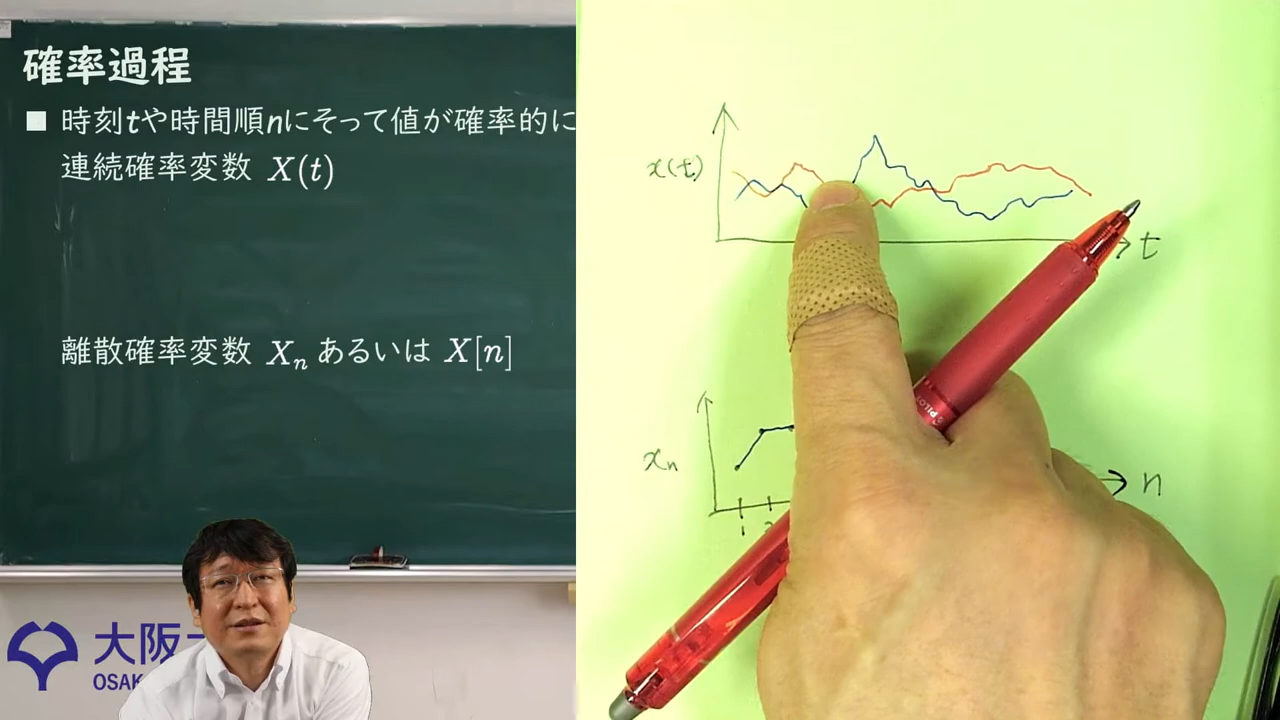 確率過程
■ 時刻tや時間順nにそって値が確率的に
連続確率変数 X(t)
離散確率変数 Xn あるいは X[n]
大阪
OSAK
x(t)
t
xn
n
1
PILOT